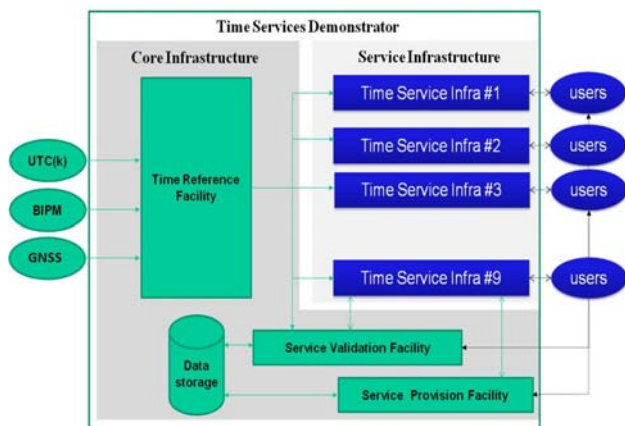 Time Services Demonstrator
Core Infrastructure
Service Infrastructure
Time Service Infra #1
users
Time Service Infra #2
users
UTC(k)
Time Reference
Facility
Time Service Infra #3
users
BIPM
GNSS
Time Service Infra #9
users
Service Validation Facility
Data
storage
Service Provision Facility